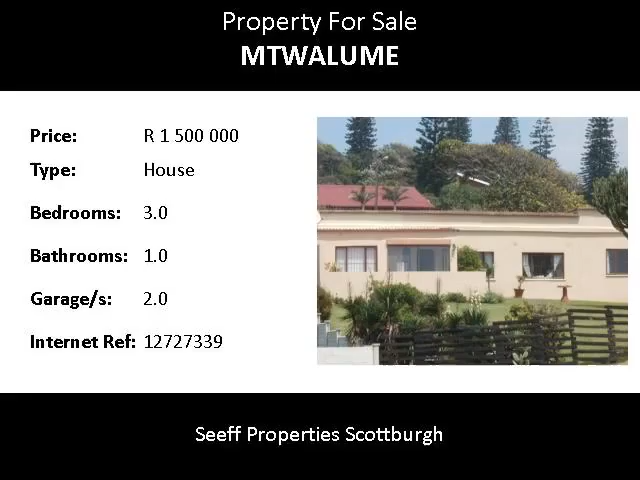 Property For Sale
MTWALUME
Price: R 1 500 000
Type: House
Bedrooms: 3.0
Bathrooms: 1.0
Garage/s: 2.0
Internet Ref: 12727339
Seeff Properties Scottburgh